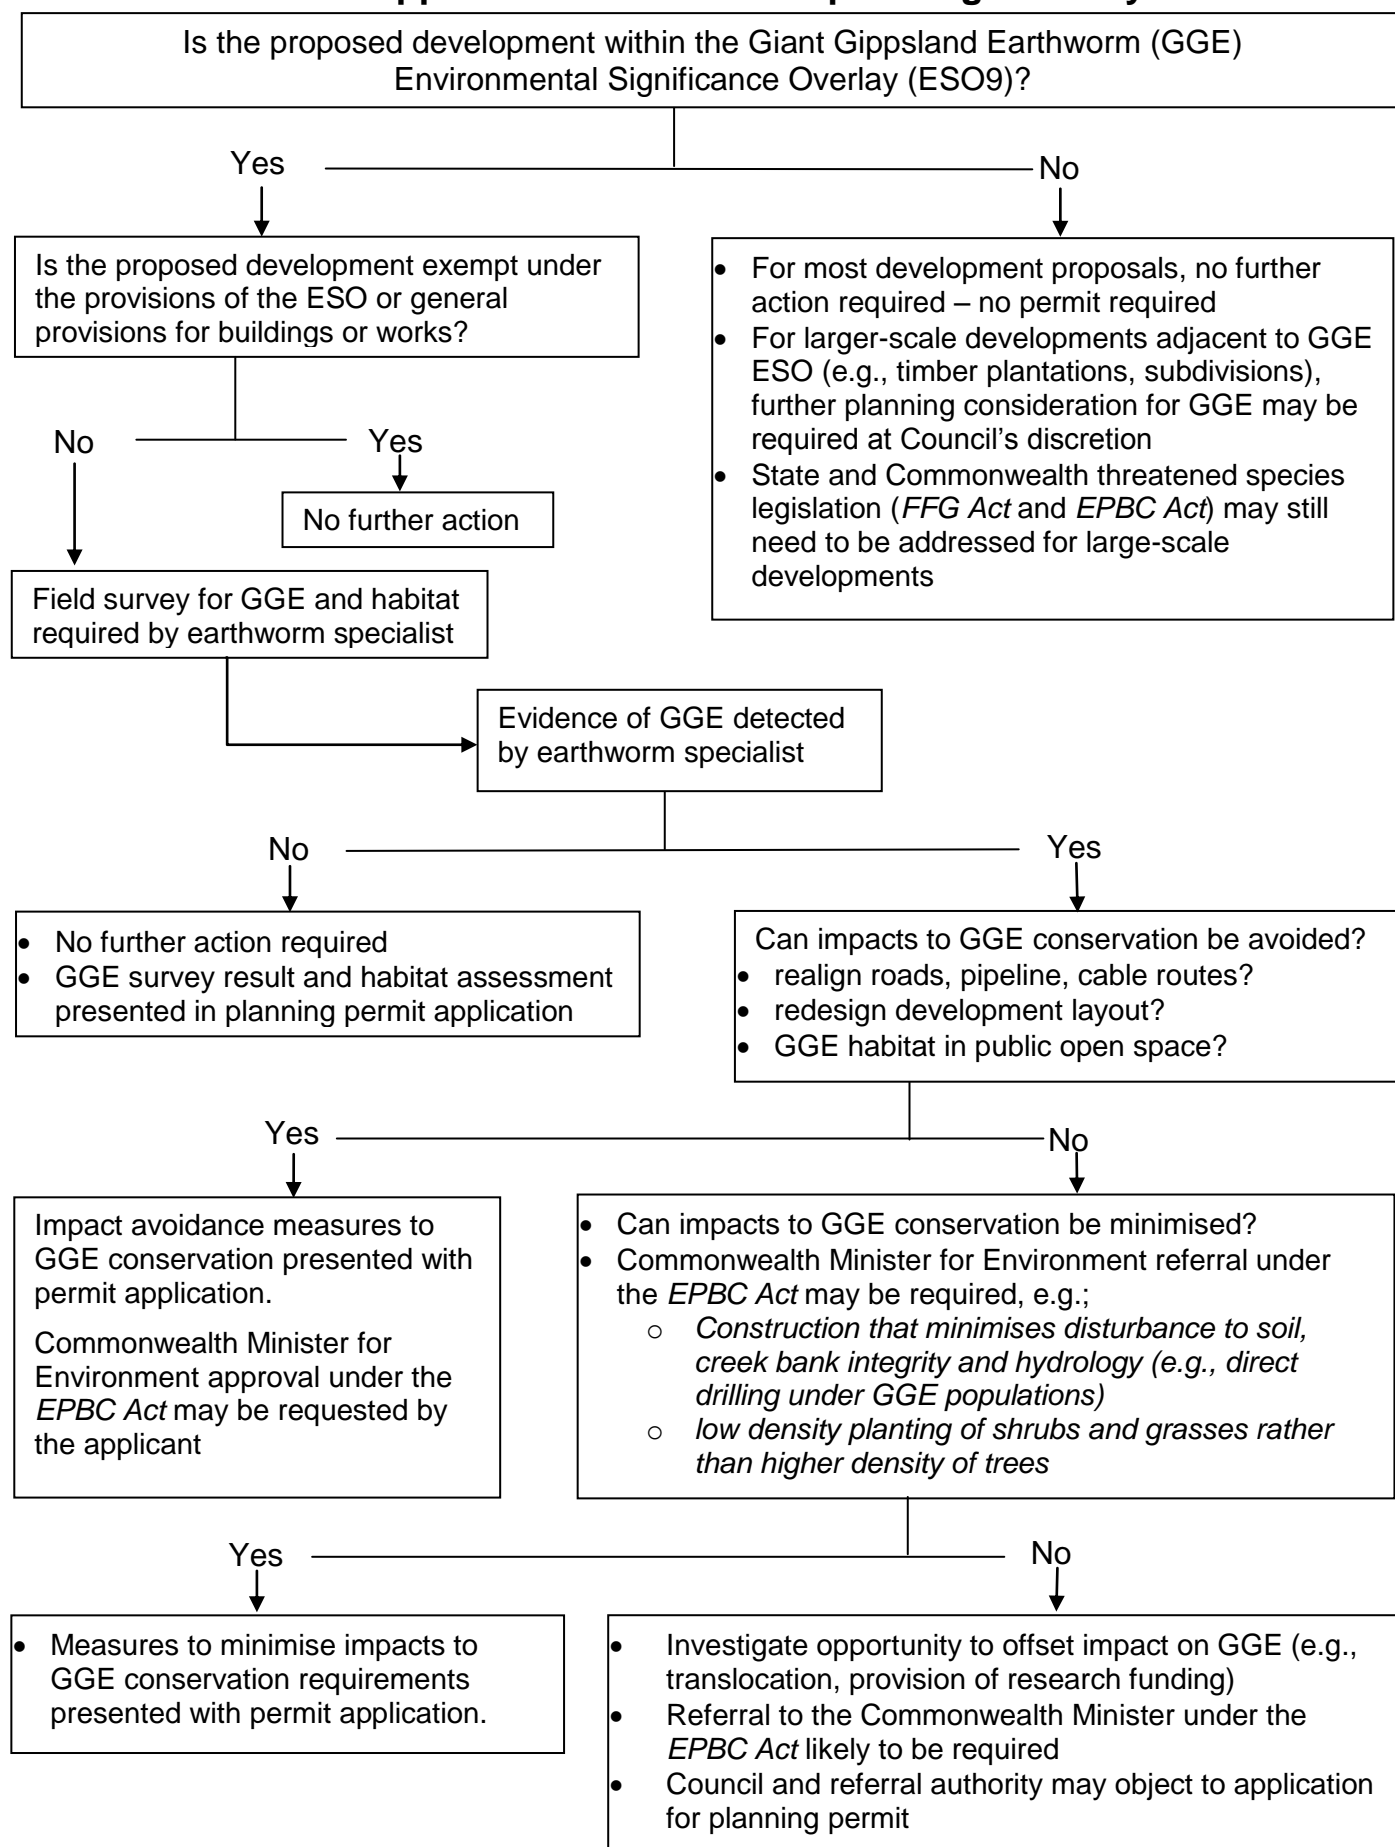 Is the proposed development within the Giant Gippsland Earthworm (GGE)
Environmental Significance Overlay (ESO9)?
Yes
No
Is the proposed development exempt under
the provisions of the ESO or general
provisions for buildings or works?
• For most development proposals, no further
action required – no permit required
• For larger-scale developments adjacent to GGE
ESO (e.g., timber plantations, subdivisions),
further planning consideration for GGE may be
required at Council's discretion
• State and Commonwealth threatened species
legislation (FFG Act and EPBC Act) may still
need to be addressed for large-scale
developments
No
Yes
No further action
Field survey for GGE and habitat
required by earthworm specialist
Evidence of GGE detected
by earthworm specialist
No
Yes
• No further action required
• GGE survey result and habitat assessment
presented in planning permit application
Can impacts to GGE conservation be avoided?
• realign roads, pipeline, cable routes?
• redesign development layout?
• GGE habitat in public open space?
Yes
No
Impact avoidance measures to
GGE conservation presented with
permit application.
Commonwealth Minister for
Environment approval under the
EPBC Act may be requested by
the applicant
• Can impacts to GGE conservation be minimised?
• Commonwealth Minister for Environment referral under
the EPBC Act may be required, e.g.;
o Construction that minimises disturbance to soil,
creek bank integrity and hydrology (e.g., direct
drilling under GGE populations)
o low density planting of shrubs and grasses rather
than higher density of trees
Yes
No
• Measures to minimise impacts to
GGE conservation requirements
presented with permit application.
• Investigate opportunity to offset impact on GGE (e.g.,
translocation, provision of research funding)
• Referral to the Commonwealth Minister under the
EPBC Act likely to be required
• Council and referral authority may object to application
for planning permit